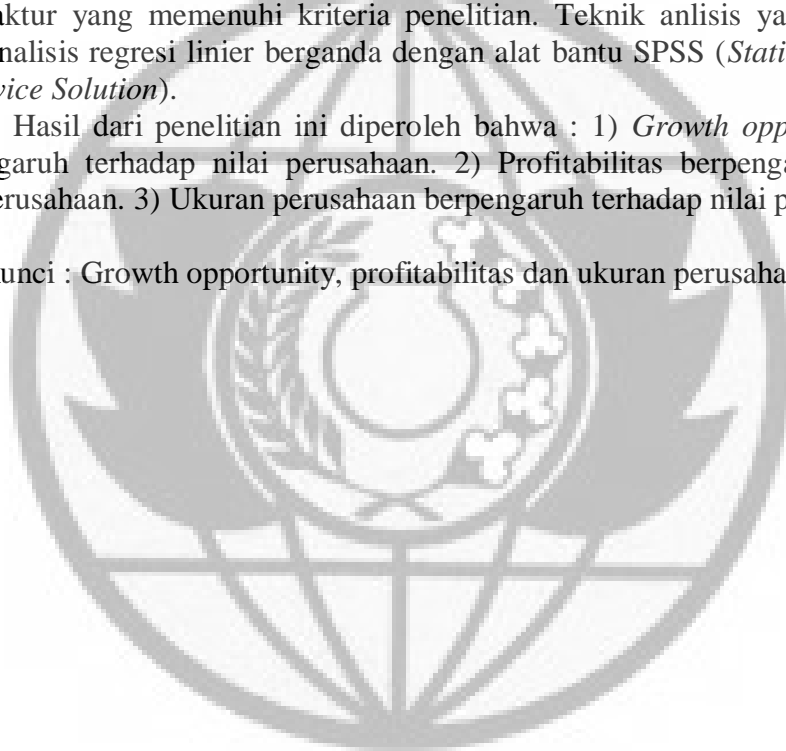 aktur yang memenuhi kriteria penelitian. Teknik anlisis ya
nalisis regresi linier berganda dengan alat bantu SPSS (Stati
vice Solution).
Hasil dari penelitian ini diperoleh bahwa : 1) Growth opp
garuh terhadap nilai perusahaan. 2) Profitabilitas berpenga
erusahaan. 3) Ukuran perusahaan berpengaruh terhadap nilai p
unci : Growth opportunity, profitabilitas dan ukuran perusaha